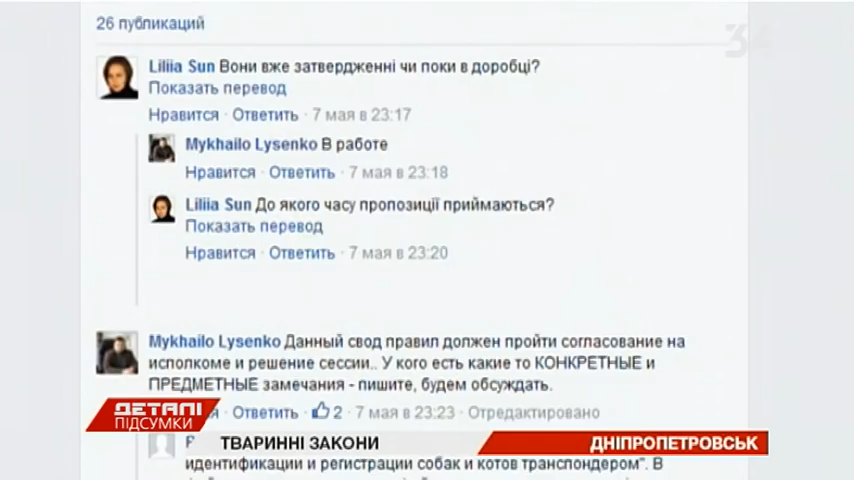 26 публикаций
34
Liliia Sun Вони вже затвердженні чи поки в доробці?
Показать перевод
Нравится · Ответить · 7 мая в 23:17
Mykhailo Lysenko В работе
Нравится · Ответить · 7 мая в 23:18
Liliia Sun До якого часу пропозиції приймаються?
Показать перевод
Нравится · Ответить · 7 мая в 23:20
Mykhailo Lysenko Данный свод правил должен пройти согласование на
исполкоме и решение сессии.. У кого есть какие то КОНКРЕТНЫЕ и
ПРЕДМЕТНЫЕ замечания - пишите, будем обсуждать.
Ответить · 2 · 7 мая в 23:23 · Отредактировано
ДЕТАЛІ
ПІДСУМКИ
ТВАРИННІ ЗАКОНИ
ДНІПРОПЕТРОВСЬК
идентификации и регистрации собак и котов транспондером". В